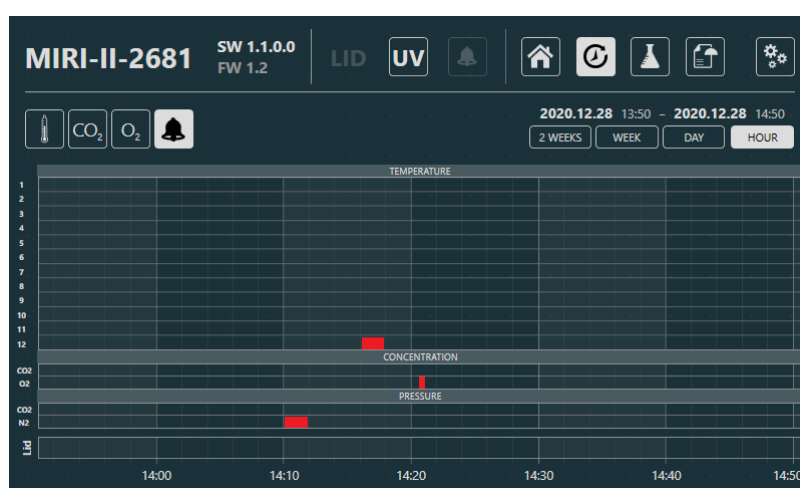 MIRI-II-2681 SW 1.1.0.0 LID UV
FW 1.2
2020.12.28 13:50 - 2020.12.28 14:50
CO₂ O₂ 2 WEEKS WEEK DAY HOUR
TEMPERATURE
1
2
3
4
5
6
7
8
9
10
11
12
CONCENTRATION
CO2
O2
PRESSURE
CO2
N2
Lid
14:00 14:10 14:20 14:30 14:40 14:50